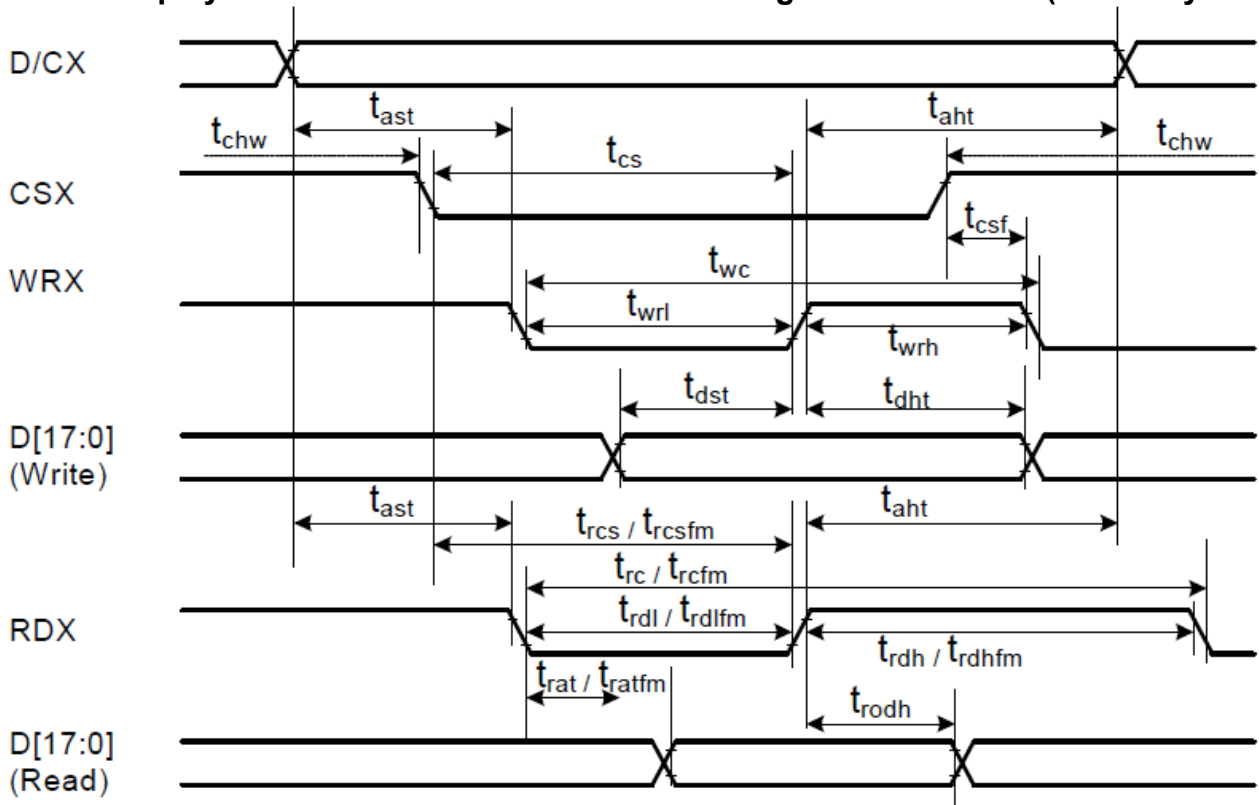 D/CX
t_ast
t_aht
t_chw
t_cs
t_chw
CSX
t_csf
WRX
t_wc
t_wrl
t_wrh
t_dst
t_dht
D[17:0]
(Write)
t_ast
t_aht
t_rcs / t_rcsfm
t_rc / t_rcfm
t_rdl / t_rdlfm
RDX
t_rdh / t_rdhfm
t_rat / t_ratfm
t_rodh
D[17:0]
(Read)